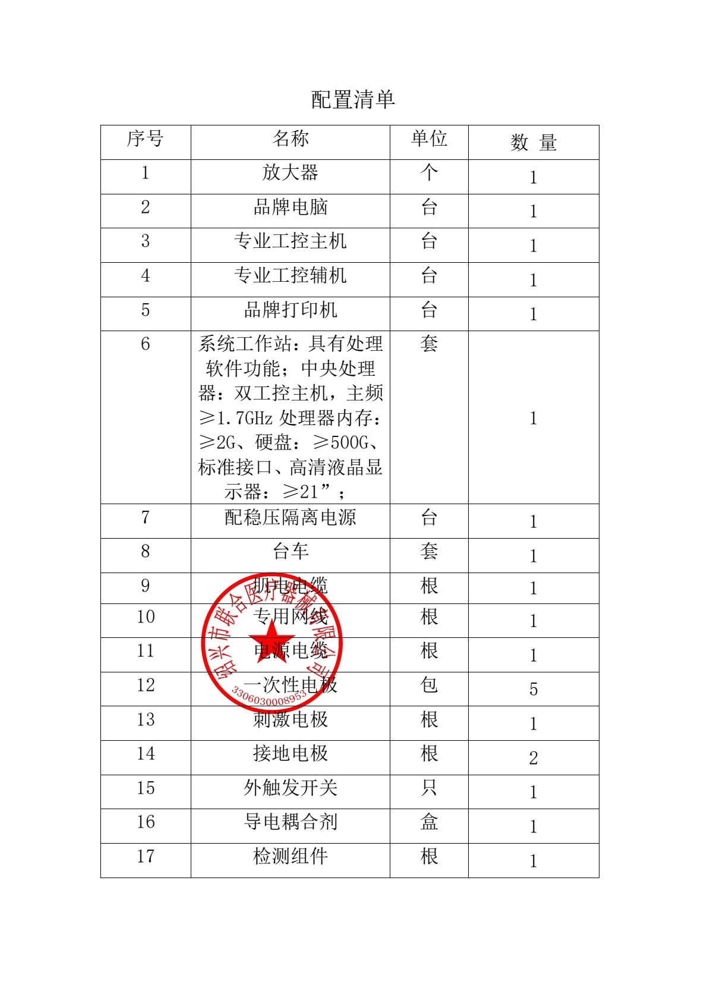 配置清单
序号 名称 单位 数 量
1 放大器 个 1
2 品牌电脑 台 1
3 专业工控主机 台 1
4 专业工控辅机 台 1
5 品牌打印机 台 1
6 系统工作站：具有处理 套 1
软件功能；中央处理
器：双工控主机，主频
≥1.7GHz 处理器内存：
≥2G、硬盘：≥500G、
标准接口、高清液晶显
示器：≥21”；
7 配稳压隔离电源 台 1
8 台车 套 1
9 肌电电缆 根 1
10 专用网线 根 1
11 电源电缆 根 1
12 一次性电极 包 5
13 刺激电极 根 1
14 接地电极 根 2
15 外触发开关 只 1
16 导电耦合剂 盒 1
17 检测组件 根 1
绍兴市联合医疗器械有限公司
3306030008953